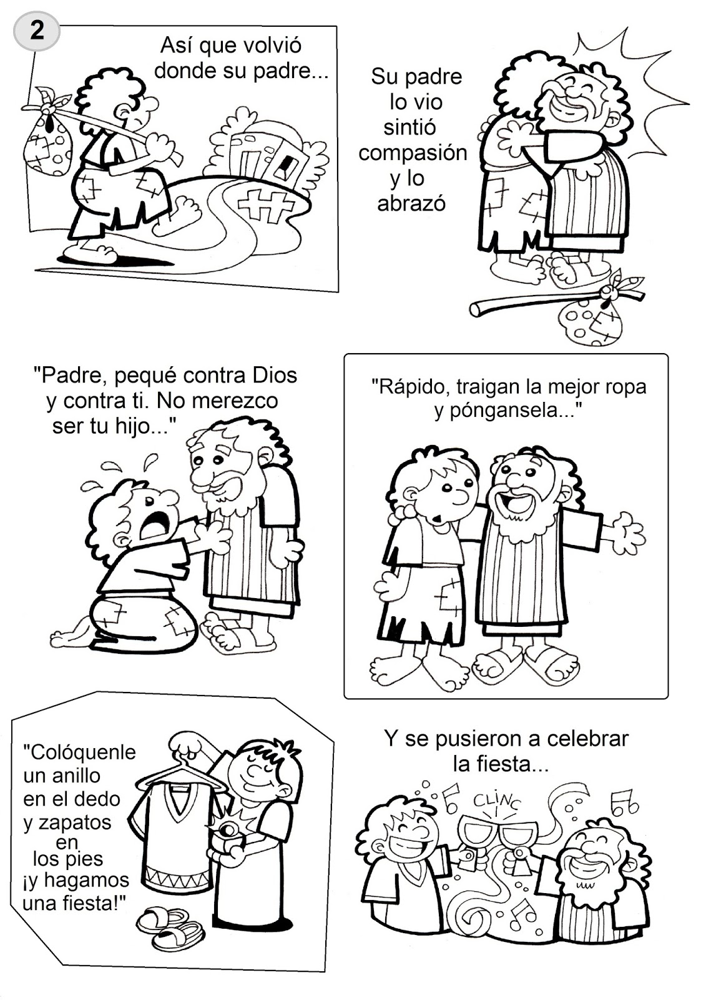 2
Así que volvió
donde su padre...
Su padre
lo vio
sintió
compasión
y lo
abrazó
"Padre, pequé contra Dios
y contra ti. No merezco
ser tu hijo..."
"Rápido, traigan la mejor ropa
y póngansela..."
"Colóquenle
un anillo
en el dedo
y zapatos
en
los pies
¡y hagamos
una fiesta!"
Y se pusieron a celebrar
la fiesta...
CLINC